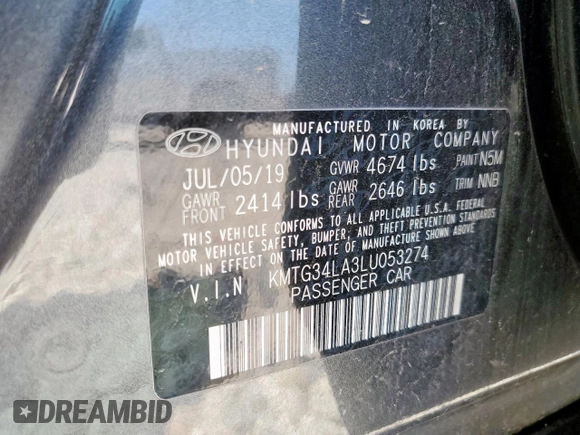 MANUFACTURED IN KOREA BY
HYUNDAI MOTOR COMPANY
JUL/05/19 GVWR 4674 lbs PAINT N5M
GAWR FRONT 2414 lbs GAWR REAR 2646 lbs TRIM NNB
THIS VEHICLE CONFORMS TO ALL APPLICABLE U.S.A. FEDERAL
MOTOR VEHICLE SAFETY, BUMPER, AND THEFT PREVENTION STANDARDS
IN EFFECT ON THE DATE OF MANUFACTURE SHOWN ABOVE.
V.I.N KMTG34LA3LU053274
PASSENGER CAR
DREAMBID